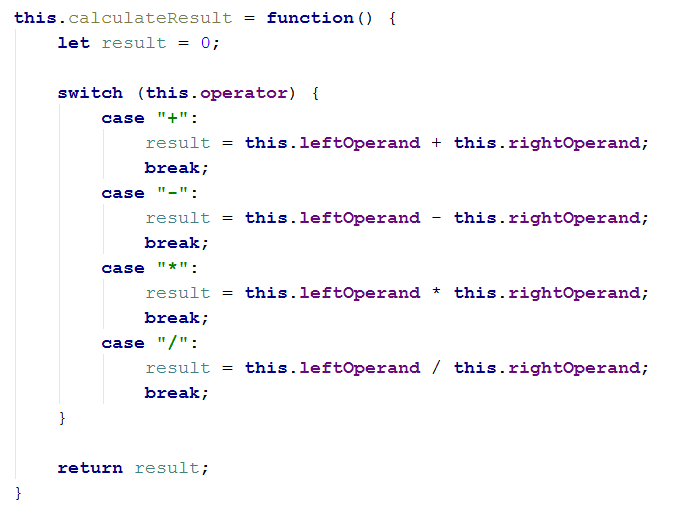 this.calculateResult = function() {
    let result = 0;

    switch (this.operator) {
        case "+":
            result = this.leftOperand + this.rightOperand;
            break;
        case "-":
            result = this.leftOperand - this.rightOperand;
            break;
        case "*":
            result = this.leftOperand * this.rightOperand;
            break;
        case "/":
            result = this.leftOperand / this.rightOperand;
            break;
    }

    return result;
}